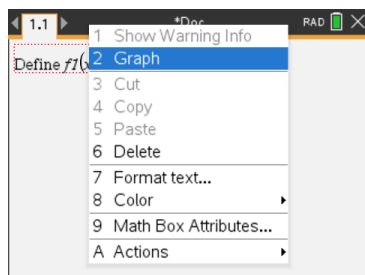 1.1 *Doc RAD
Define f1(x
1 Show Warning Info
2 Graph
3 Cut
4 Copy
5 Paste
6 Delete
7 Format text...
8 Color
9 Math Box Attributes...
A Actions